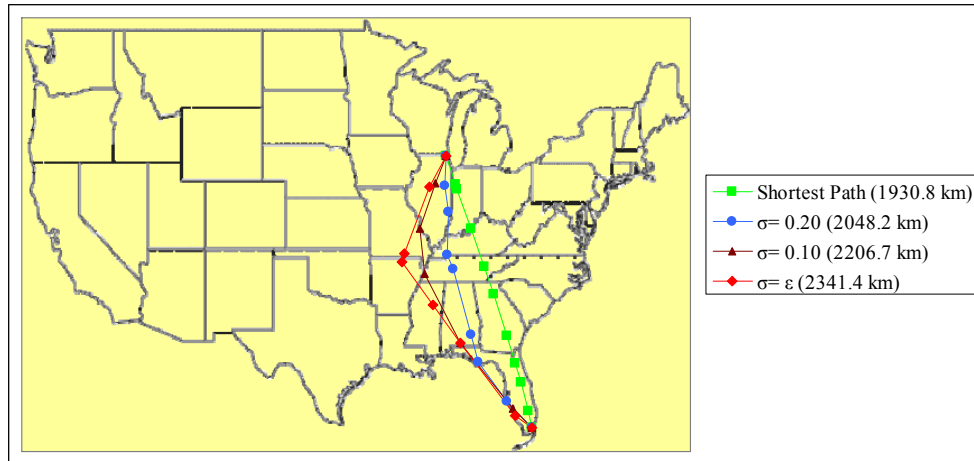 Shortest Path (1930.8 km)
σ= 0.20 (2048.2 km)
σ= 0.10 (2206.7 km)
σ= ε (2341.4 km)